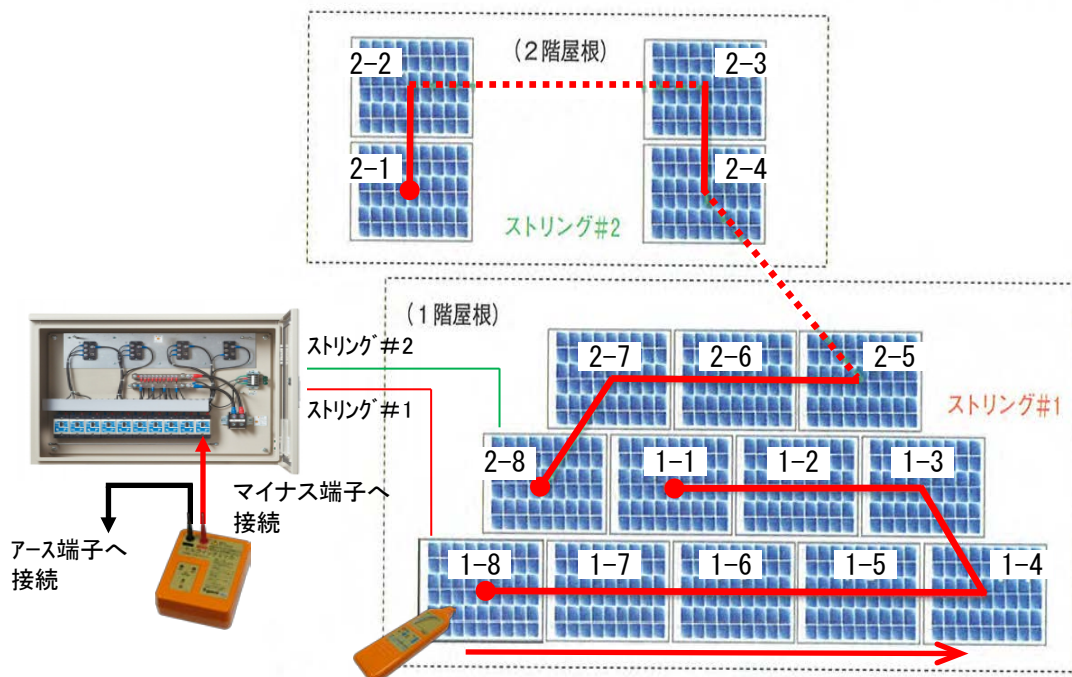 (2階屋根)
2-2
2-3
2-1
2-4
ストリング#2
(1階屋根)
ストリング#2
ストリング#1
2-7
2-6
2-5
ストリング#1
2-8
1-1
1-2
1-3
マイナス端子へ
接続
アース端子へ
接続
1-8
1-7
1-6
1-5
1-4